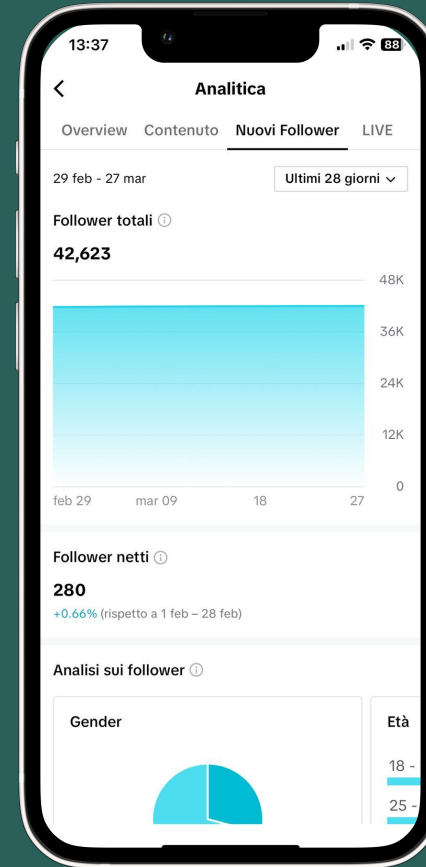 13:37
88
Analitica
Overview Contenuto Nuovi Follower LIVE
29 feb - 27 mar
Ultimi 28 giorni
Follower totali
42,623
48K
36K
24K
12K
0
feb 29 mar 09 18 27
Follower netti
280
+0.66% (rispetto a 1 feb – 28 feb)
Analisi sui follower
Gender
Età
18 -
25 -